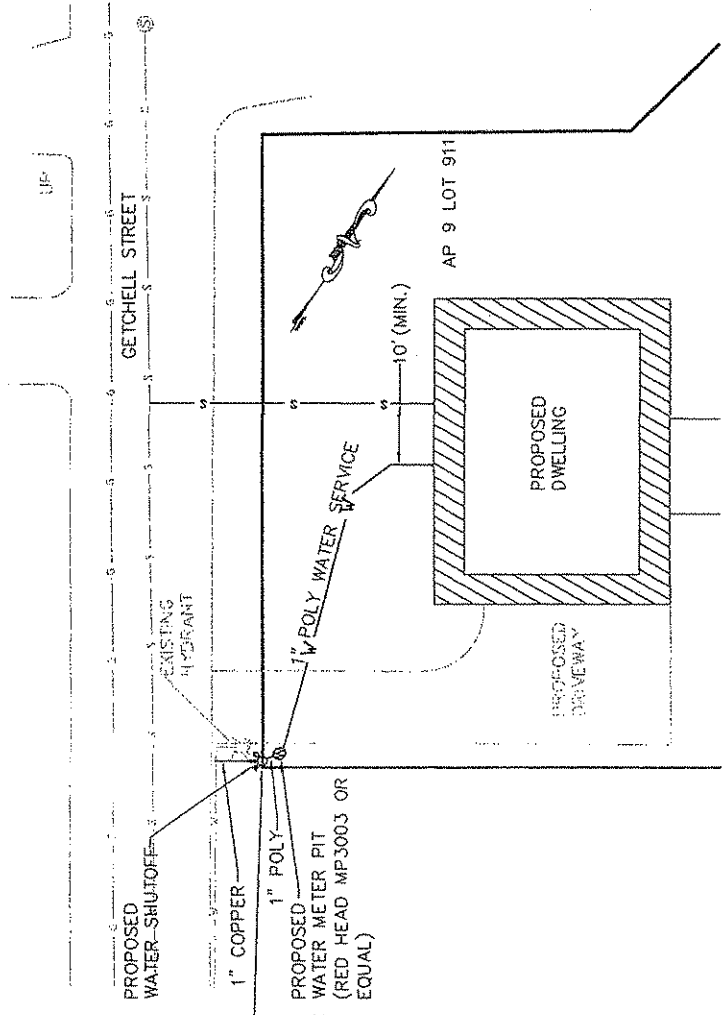 UP
GETCHELL STREET
S
G
EXISTING
HYDRANT
PROPOSED
WATER SHUTOFF
1" COPPER
1" POLY
PROPOSED
WATER METER PIT
(RED HEAD MP3003 OR
EQUAL)
1" POLY WATER SERVICE
W
W
S
S
S
10' (MIN.)
AP 9 LOT 911
PROPOSED
DWELLING
PROPOSED
DRIVEWAY